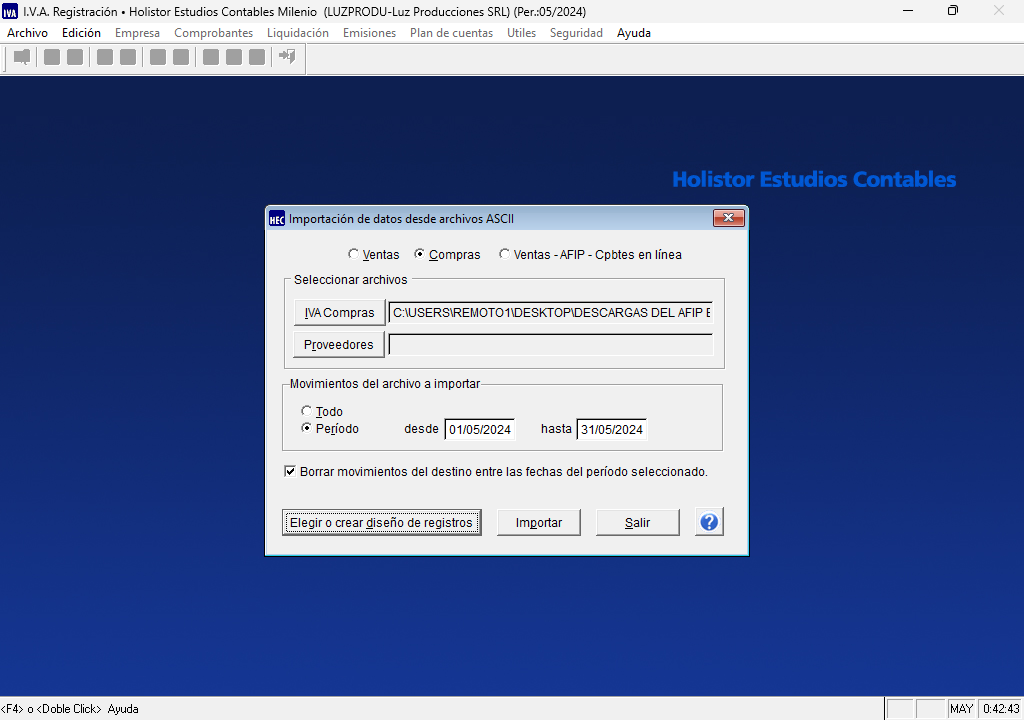 IVA I.V.A. Registración • Holistor Estudios Contables Milenio (LUZPRODU-Luz Producciones SRL) (Per.:05/2024)
Archivo Edición Empresa Comprobantes Liquidación Emisiones Plan de cuentas Utiles Seguridad Ayuda
Holistor Estudios Contables
HEC Importación de datos desde archivos ASCII
Ventas Compras Ventas - AFIP - Cpbtes en línea
Seleccionar archivos
IVA Compras C:\USERS\REMOTO1\DESKTOP\DESCARGAS DEL AFIP E
Proveedores
Movimientos del archivo a importar
Todo
Período desde 01/05/2024 hasta 31/05/2024
Borrar movimientos del destino entre las fechas del período seleccionado.
Elegir o crear diseño de registros Importar Salir ?
<F4> o <Doble Click> Ayuda MAY 0:42:43